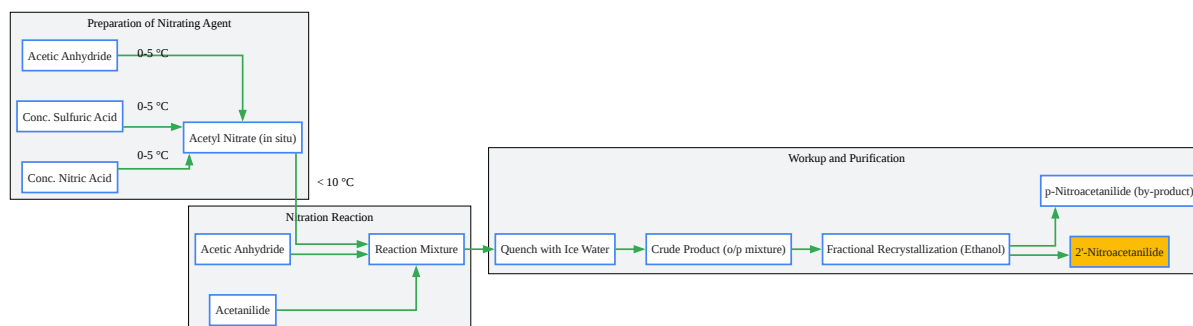 Preparation of Nitrating Agent
Acetic Anhydride
0-5 °C
Conc. Sulfuric Acid
0-5 °C
Acetyl Nitrate (in situ)
Conc. Nitric Acid
0-5 °C
< 10 °C
Nitration Reaction
Acetic Anhydride
Reaction Mixture
Acetanilide
Workup and Purification
Quench with Ice Water
Crude Product (o/p mixture)
Fractional Recrystallization (Ethanol)
p-Nitroacetanilide (by-product)
2'-Nitroacetanilide